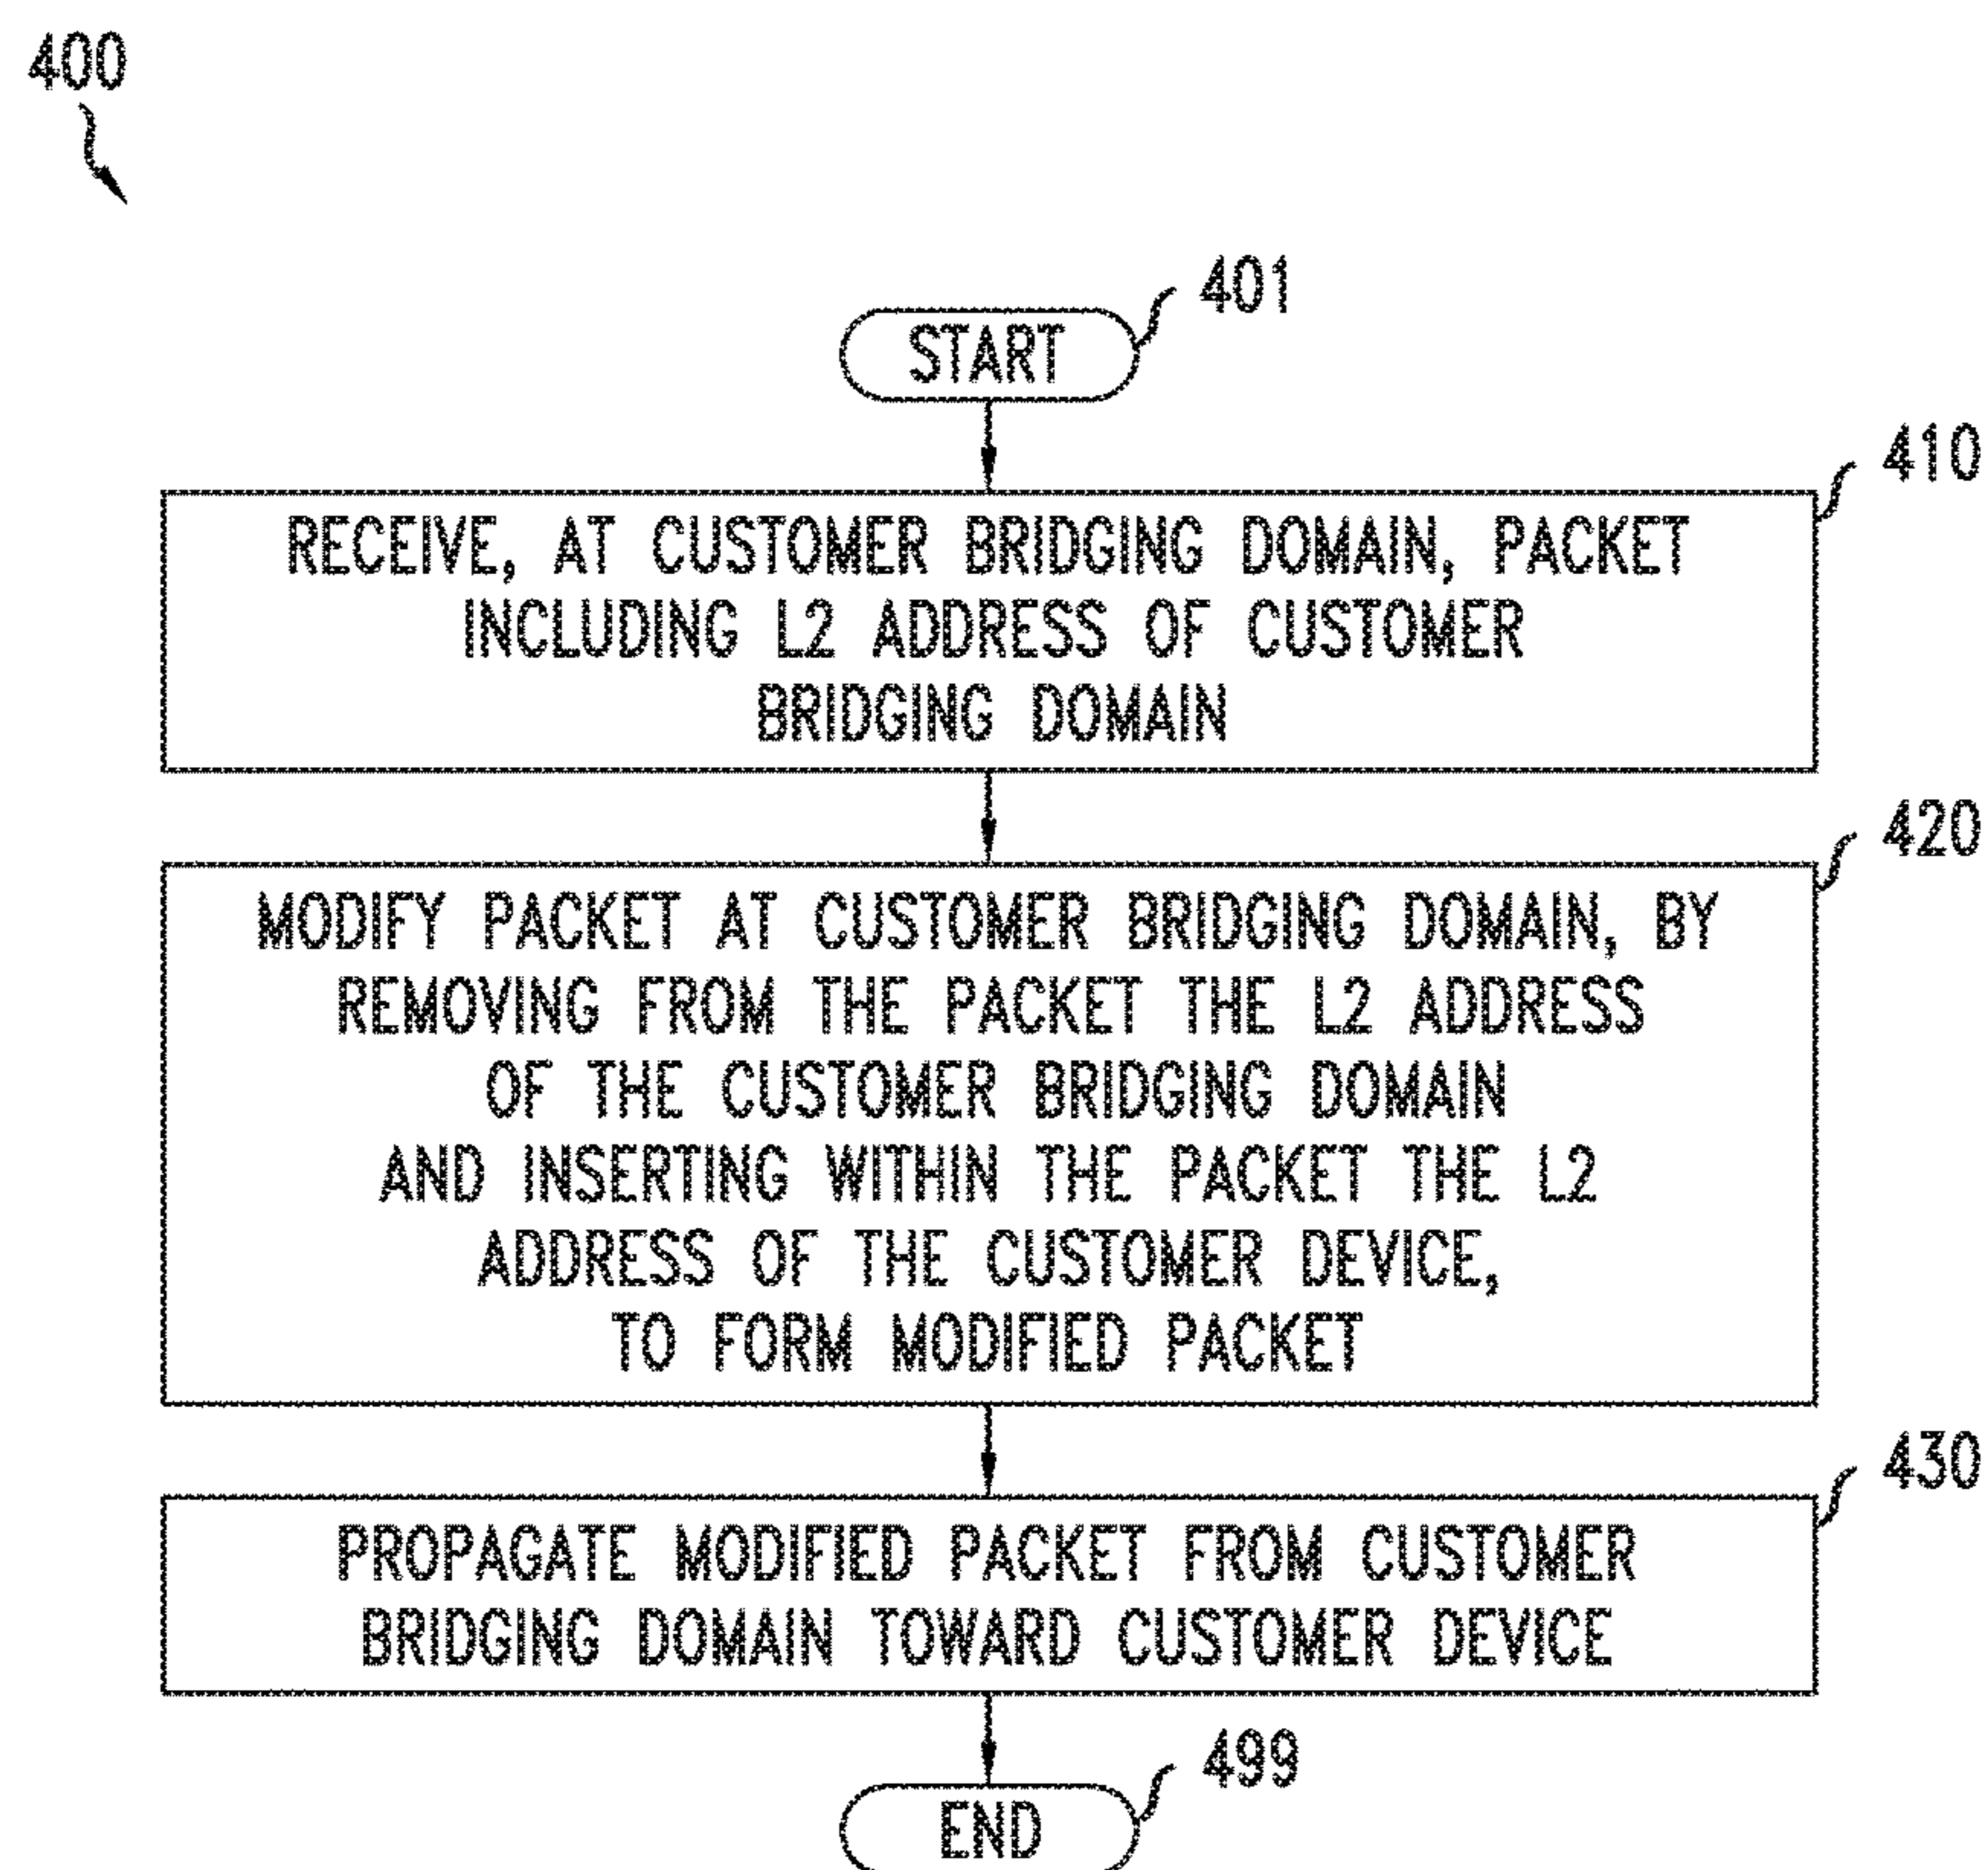 400
401
START
410
RECEIVE, AT CUSTOMER BRIDGING DOMAIN, PACKET
INCLUDING L2 ADDRESS OF CUSTOMER
BRIDGING DOMAIN
420
MODIFY PACKET AT CUSTOMER BRIDGING DOMAIN, BY
REMOVING FROM THE PACKET THE L2 ADDRESS
OF THE CUSTOMER BRIDGING DOMAIN
AND INSERTING WITHIN THE PACKET THE L2
ADDRESS OF THE CUSTOMER DEVICE,
TO FORM MODIFIED PACKET
430
PROPAGATE MODIFIED PACKET FROM CUSTOMER
BRIDGING DOMAIN TOWARD CUSTOMER DEVICE
499
END